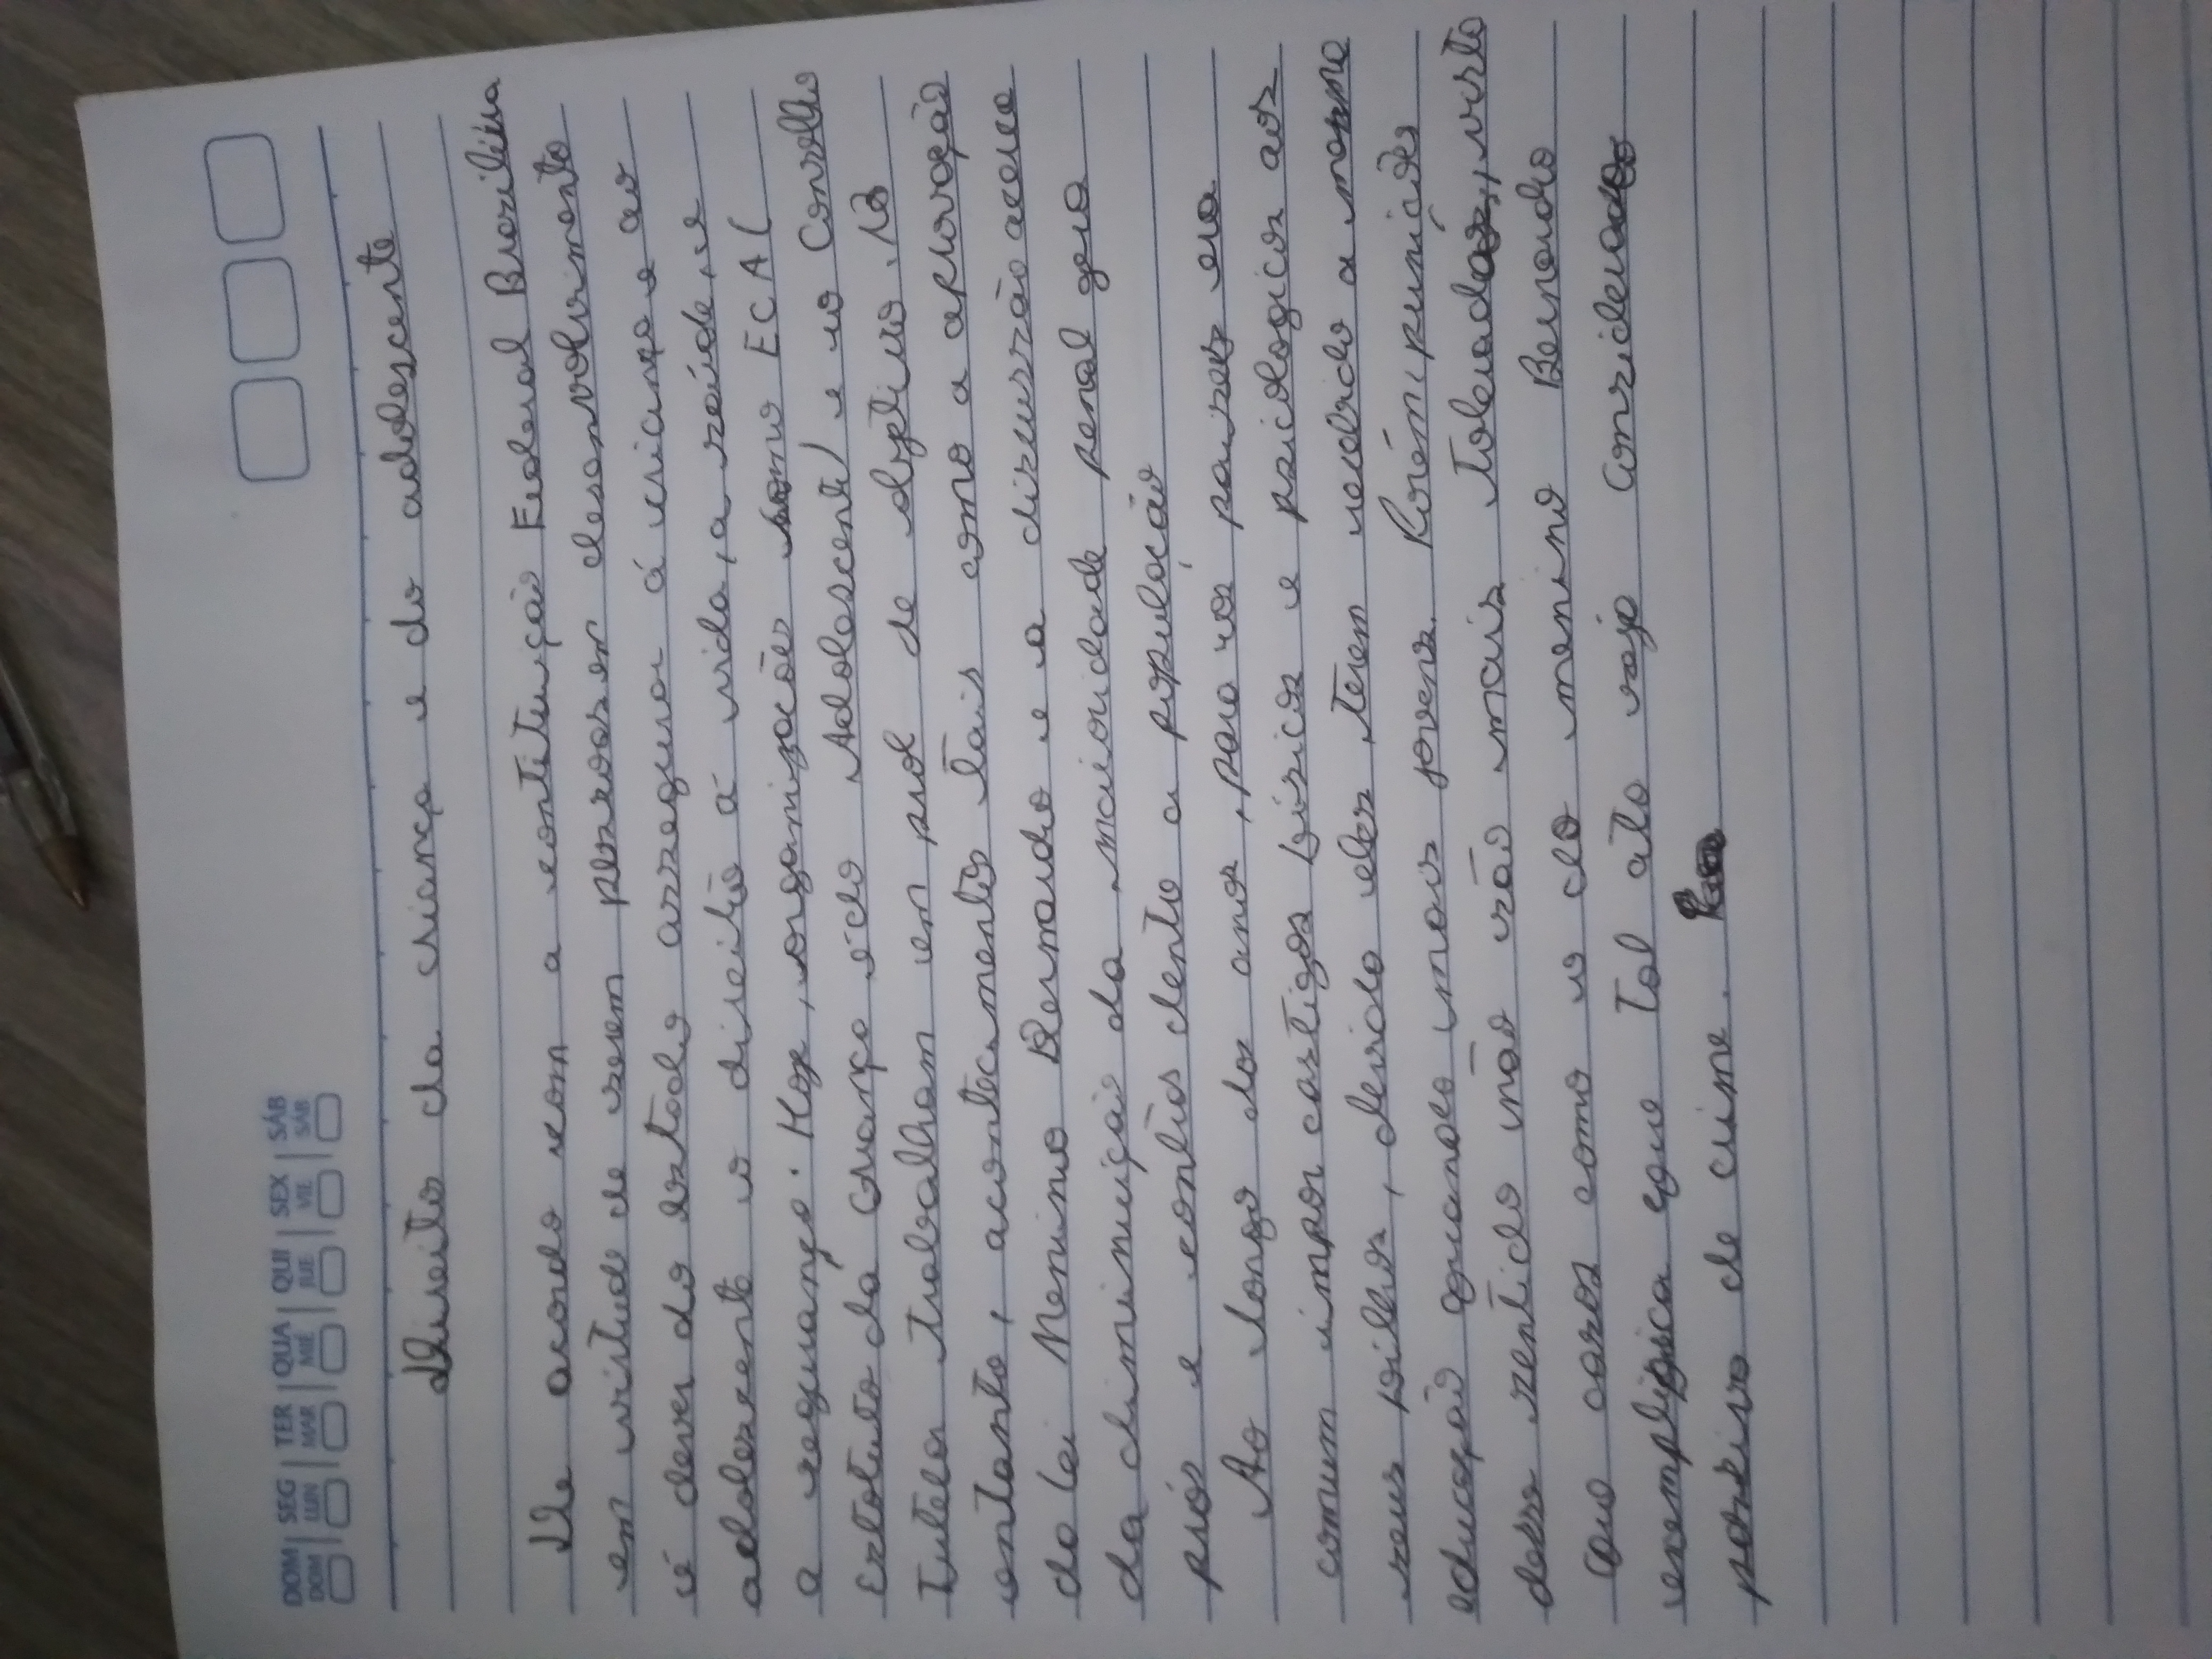 DOM SEG TER QUA QUI SEX SÁB
DOM LUN MAR MIÉ JUE VIE SÁB
Direito da criança e do adolescente
De acordo com a contituição Federal Brasileira
em virtude de serem pessoas em desenvolvimento
é dever do estado assegurar á criança e ao
adolescente o direito á vida, a saúde, e
a segurança. Hoje, organizações como ECA (
Estatuto da Criança e do Adolescente) e o Conselho
Tutelar trabalham em prol de objetivo. No
entanto, acontecimentos tais como a aprovação
da lei Menino Bernardo e a discussão acerca
da diminuição da maioridade penal gera
prós e contras dentro a população
Ao longo dos anos, para os pais era
comum impor castigos físicos e psicologicos aos
seus filhos, devido eles terem recebido a mesma
educação quando mais jovens. Porém, punições
desse sentido não são mais toleradas, visto
que casos como o do menino Bernardo
exemplifica que tal ato seja considerado
passivo de crime.